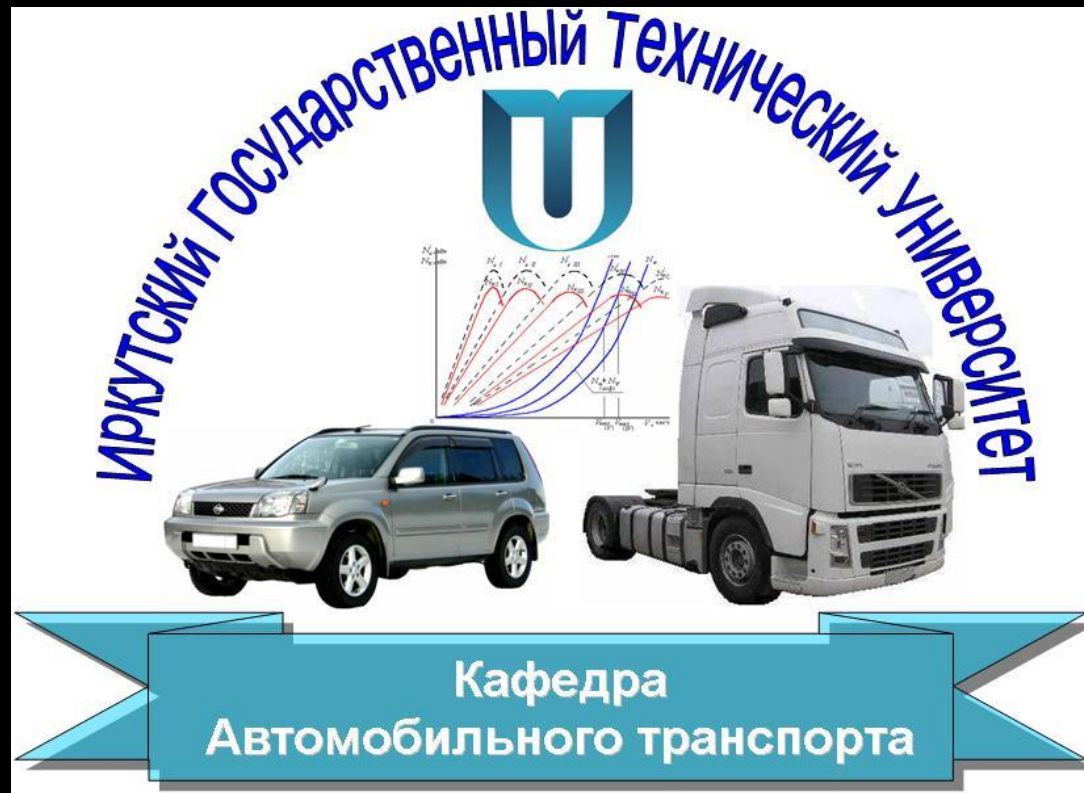 Иркутский государственный технический университет
Кафедра
Автомобильного транспорта